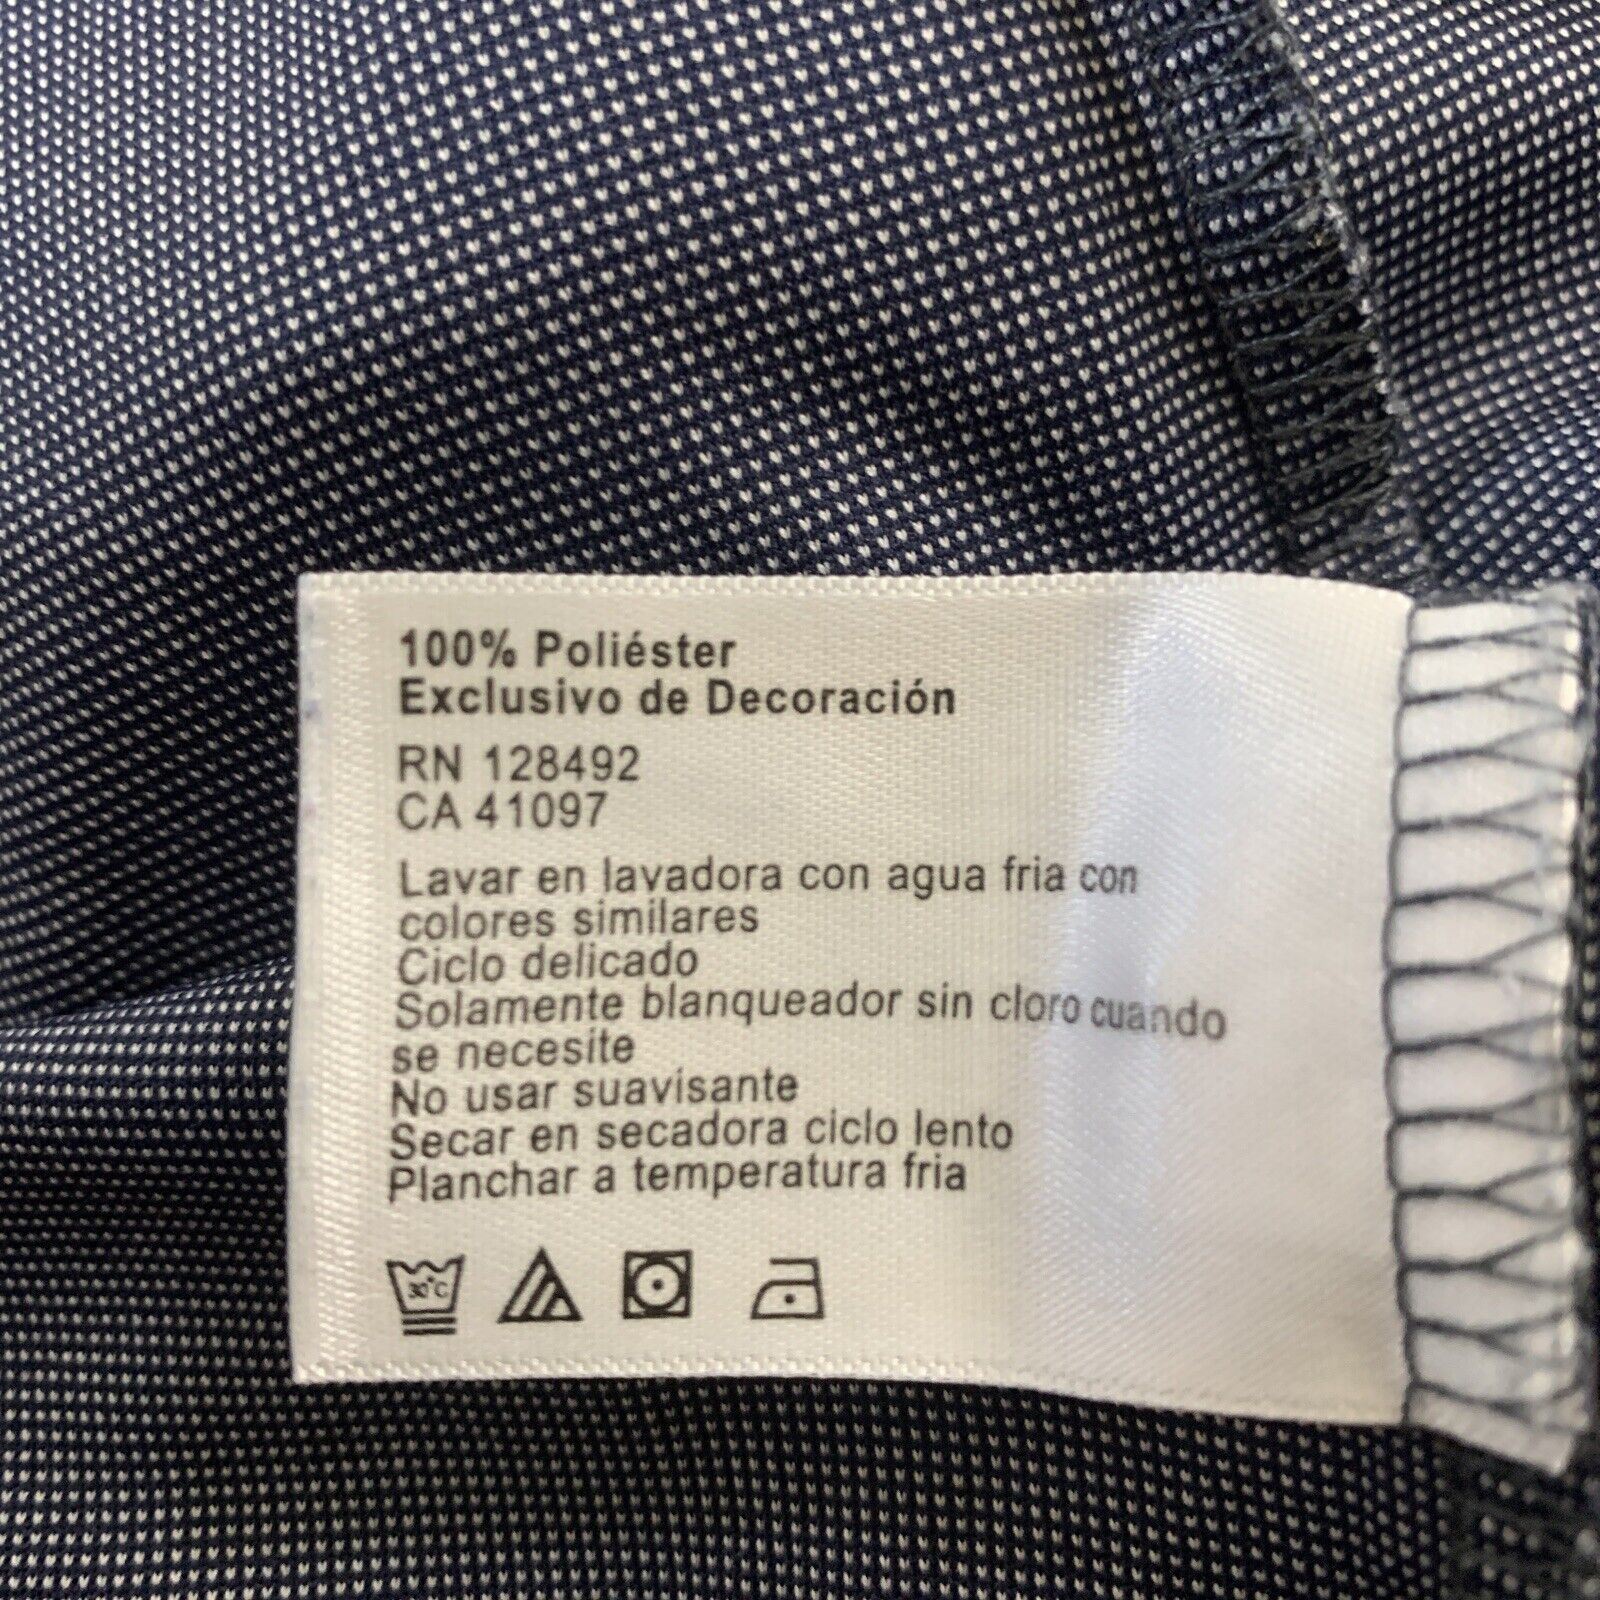 100% Poliéster
Exclusivo de Decoración
RN 128492
CA 41097
Lavar en lavadora con agua fria con
colores similares
Ciclo delicado
Solamente blanqueador sin cloro cuando
se necesite
No usar suavisante
Secar en secadora ciclo lento
Planchar a temperatura fria
30°C